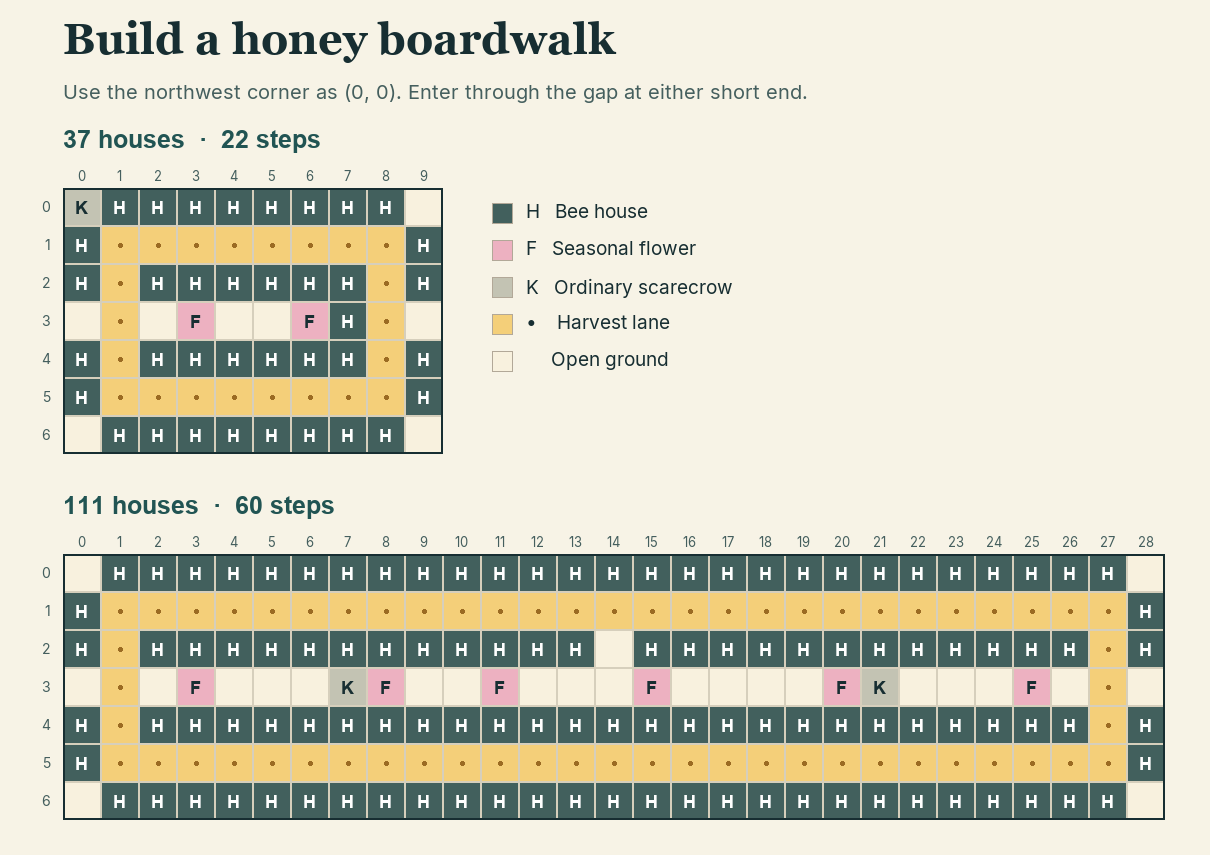 Build a honey boardwalk
Use the northwest corner as (0, 0). Enter through the gap at either short end.
37 houses · 22 steps
0 1 2 3 4 5 6 7 8 9
0 K H H H H H H H H
1 H • • • • • • • • H
2 H • H H H H H H • H
3 • F F H •
4 H • H H H H H H • H
5 H • • • • • • • • H
6 H H H H H H H H
H Bee house
F Seasonal flower
K Ordinary scarecrow
• Harvest lane
Open ground
111 houses · 60 steps
0 1 2 3 4 5 6 7 8 9 10 11 12 13 14 15 16 17 18 19 20 21 22 23 24 25 26 27 28
0 H H H H H H H H H H H H H H H H H H H H H H H H H H H
1 H • • • • • • • • • • • • • • • • • • • • • • • • • • • H
2 H • H H H H H H H H H H H H H H H H H H H H H H H H • H
3 • F K F F F F K F •
4 H • H H H H H H H H H H H H H H H H H H H H H H H H H • H
5 H • • • • • • • • • • • • • • • • • • • • • • • • • • • H
6 H H H H H H H H H H H H H H H H H H H H H H H H H H H